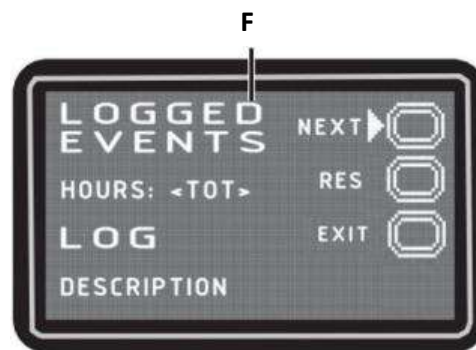 F
LOGGED
EVENTS
NEXT
HOURS: <TOT>
RES
LOG
EXIT
DESCRIPTION